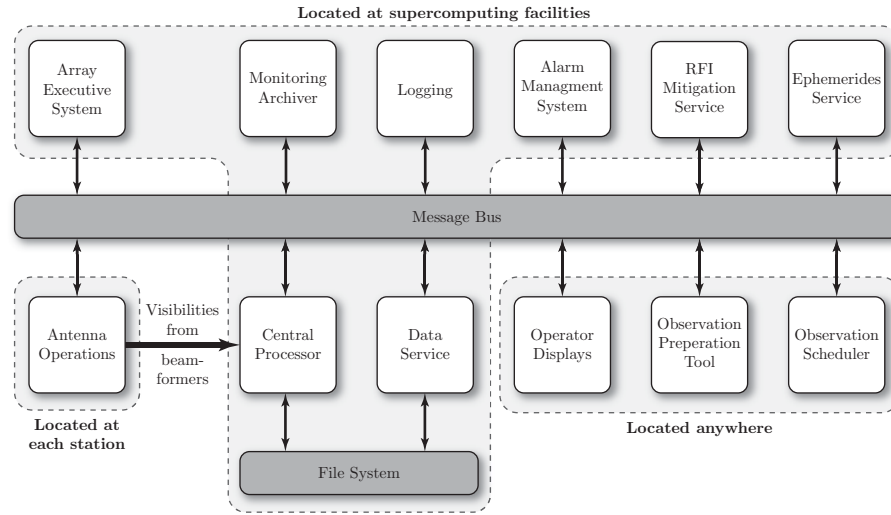 Located at supercomputing facilities
Array
Executive
System
Monitoring
Archiver
Logging
Alarm
Managment
System
RFI
Mitigation
Service
Ephemerides
Service
Message Bus
Antenna
Operations
Visibilities
from
beam-
formers
Central
Processor
Data
Service
Operator
Displays
Observation
Preperation
Tool
Observation
Scheduler
Located at
each station
Located anywhere
File System